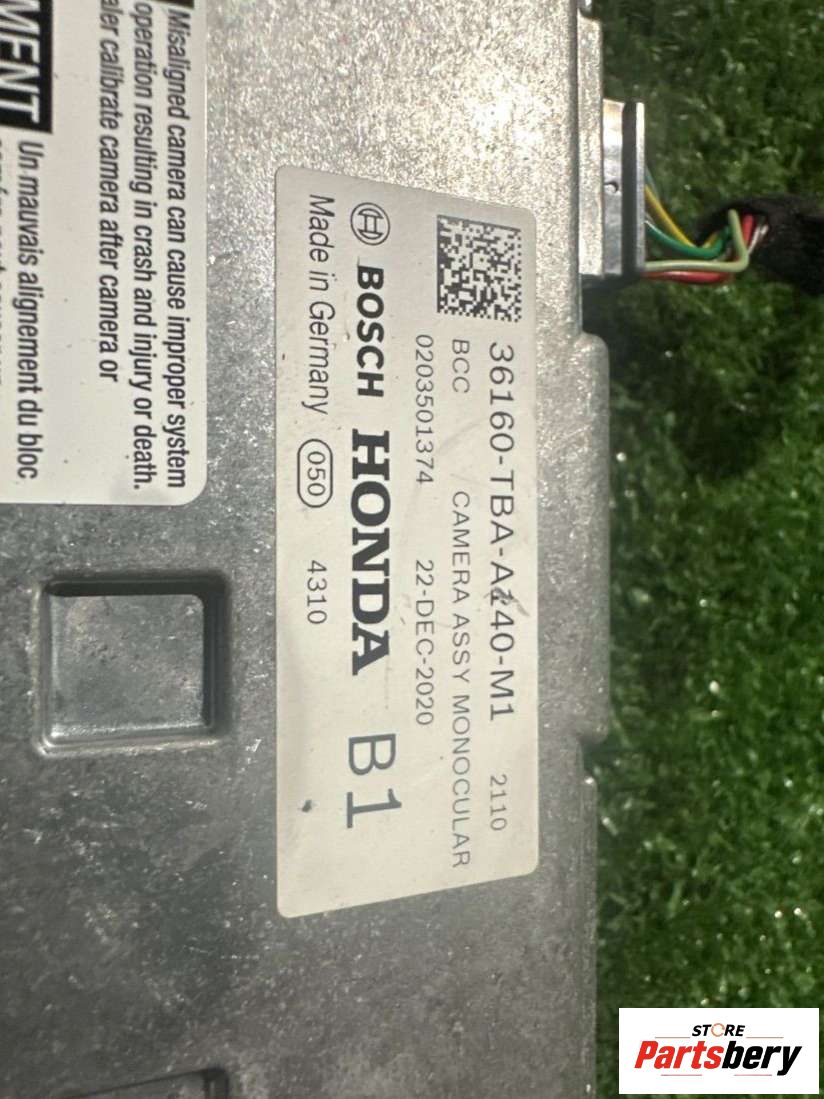 MENT
Misaligned camera can cause improper system
operation resulting in crash and injury or death.
aler calibrate camera after camera or
Un mauvais alignement du bloc
36160-TBA-A140-M1 2110
BCC CAMERA ASSY MONOCULAR
0203501374 22-DEC-2020
BOSCH HONDA B1
Made in Germany 050 4310
STORE
Partsbery